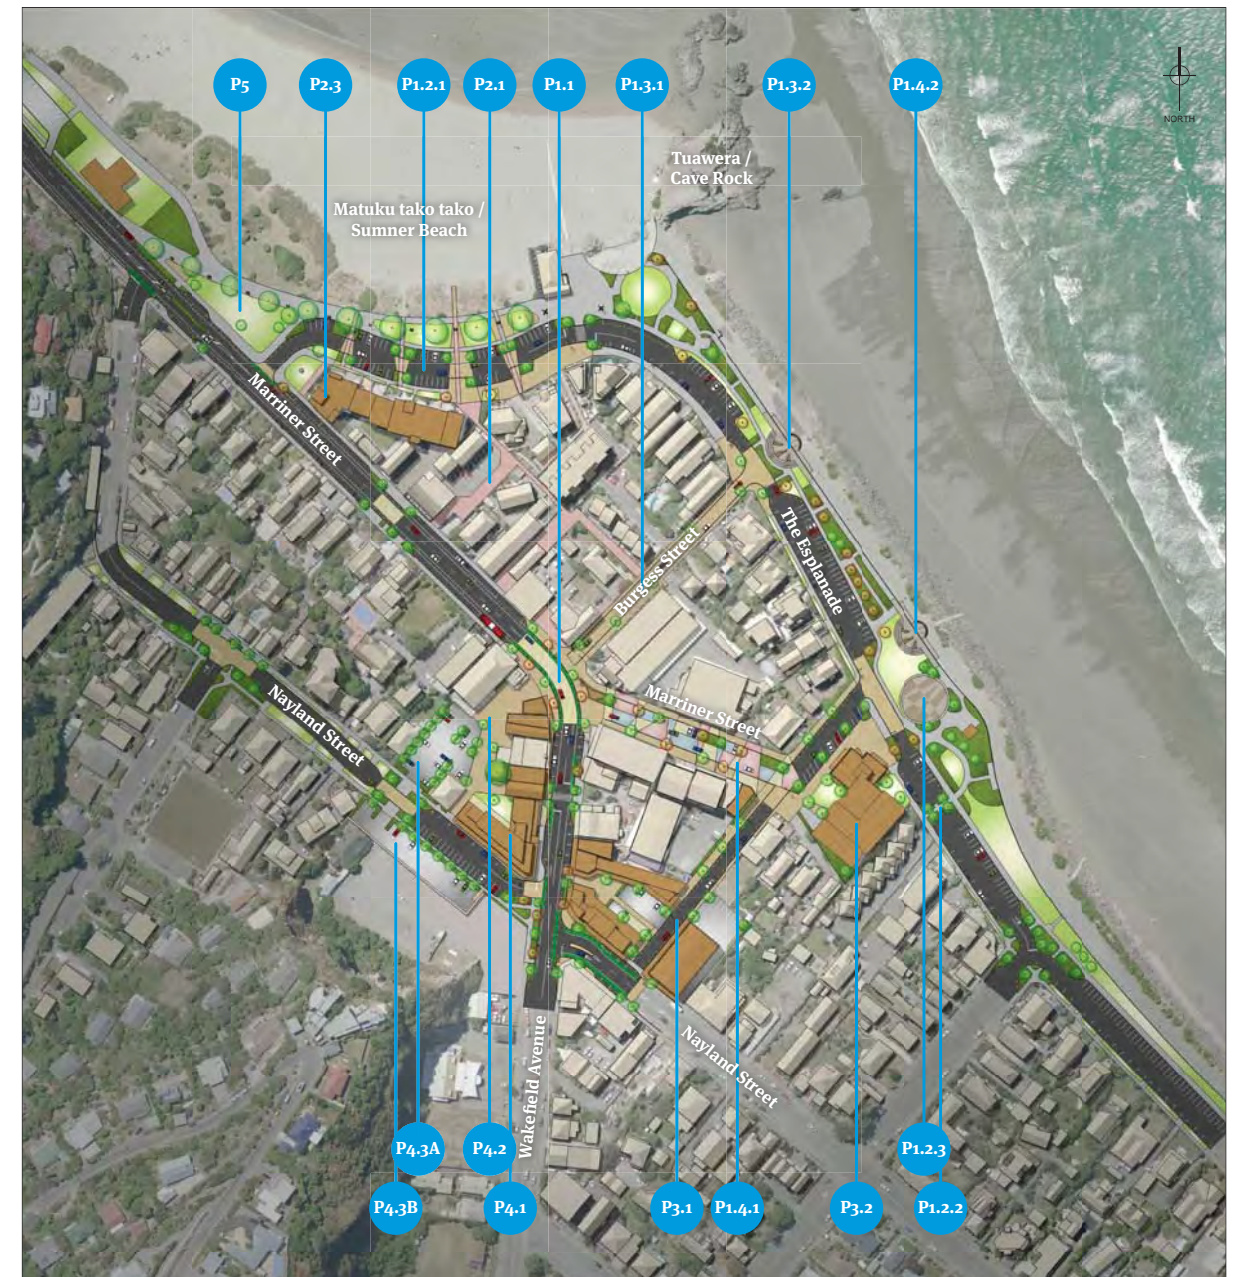 P5
P2.3
P1.2.1
P2.1
P1.1
P1.3.1
P1.3.2
P1.4.2
NORTH
Tuawera /
Cave Rock
Matuku tako tako /
Sumner Beach
Marriner Street
Burgess Street
The Esplanade
Marriner Street
Nayland Street
Nayland Street
Wakefield Avenue
P4.3A
P4.2
P1.2.3
P4.3B
P4.1
P3.1
P1.4.1
P3.2
P1.2.2